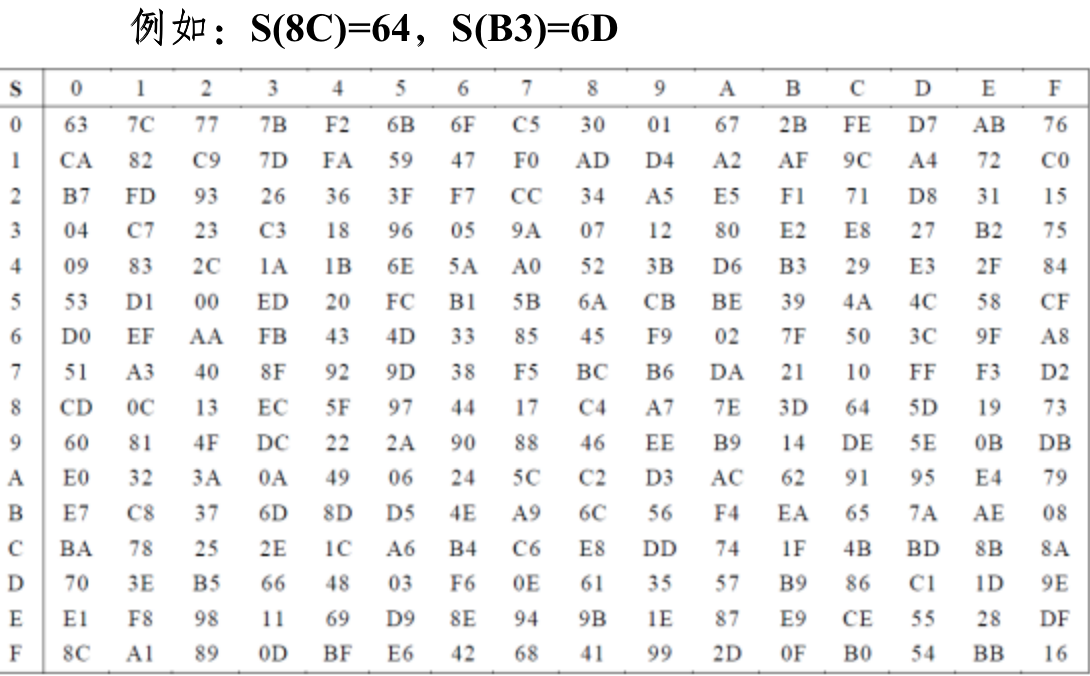 例如：S(8C)=64，S(B3)=6D
S 0 1 2 3 4 5 6 7 8 9 A B C D E F
0 63 7C 77 7B F2 6B 6F C5 30 01 67 2B FE D7 AB 76
1 CA 82 C9 7D FA 59 47 F0 AD D4 A2 AF 9C A4 72 C0
2 B7 FD 93 26 36 3F F7 CC 34 A5 E5 F1 71 D8 31 15
3 04 C7 23 C3 18 96 05 9A 07 12 80 E2 E8 27 B2 75
4 09 83 2C 1A 1B 6E 5A A0 52 3B D6 B3 29 E3 2F 84
5 53 D1 00 ED 20 FC B1 5B 6A CB BE 39 4A 4C 58 CF
6 D0 EF AA FB 43 4D 33 85 45 F9 02 7F 50 3C 9F A8
7 51 A3 40 8F 92 9D 38 F5 BC B6 DA 21 10 FF F3 D2
8 CD 0C 13 EC 5F 97 44 17 C4 A7 7E 3D 64 5D 19 73
9 60 81 4F DC 22 2A 90 88 46 EE B9 14 DE 5E 0B DB
A E0 32 3A 0A 49 06 24 5C C2 D3 AC 62 91 95 E4 79
B E7 C8 37 6D 8D D5 4E A9 6C 56 F4 EA 65 7A AE 08
C BA 78 25 2E 1C A6 B4 C6 E8 DD 74 1F 4B BD 8B 8A
D 70 3E B5 66 48 03 F6 0E 61 35 57 B9 86 C1 1D 9E
E E1 F8 98 11 69 D9 8E 94 9B 1E 87 E9 CE 55 28 DF
F 8C A1 89 0D BF E6 42 68 41 99 2D 0F B0 54 BB 16